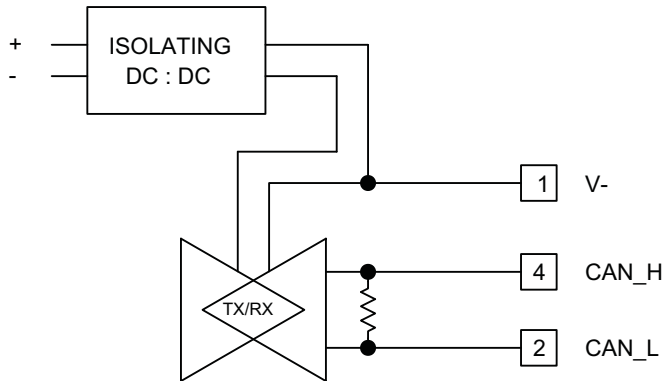 +
-
ISOLATING
DC : DC
1 V-
4 CAN_H
TX/RX
2 CAN_L